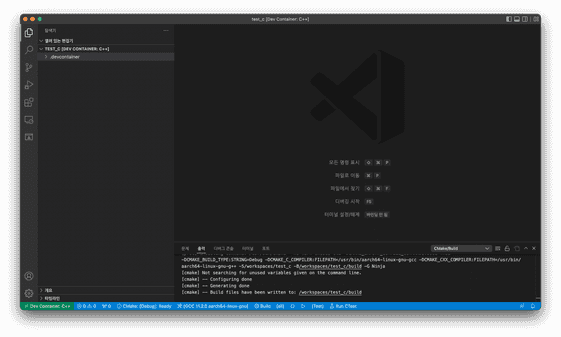 test_c [Dev Container: C++]
탐색기
열려 있는 편집기
TEST_C [DEV CONTAINER: C++]
.devcontainer
모든 명령 표시
파일로 이동
파일에서 찾기
디버깅 시작 F5
터미널 설정/해제
문제 출력 디버그 콘솔 터미널 포트
CMake/Build
-DCMAKE_BUILD_TYPE:STRING=Debug -DCMAKE_C_COMPILER:FILEPATH=/usr/bin/aarch64-linux-gnu-gcc -DCMAKE_CXX_COMPILER:FILEPATH=/usr/bin/
aarch64-linux-gnu-g++ -S/workspaces/test_c -B/workspaces/test_c/build -G Ninja
[cmake] Not searching for unused variables given on the command line.
[cmake] -- Configuring done
[cmake] -- Generating done
[cmake] -- Build files have been written to: /workspaces/test_c/build
개요
타임라인
Dev Container: C++ 0 0 0 CMake: [Debug]: Ready Build [all] [Test] Run CTest